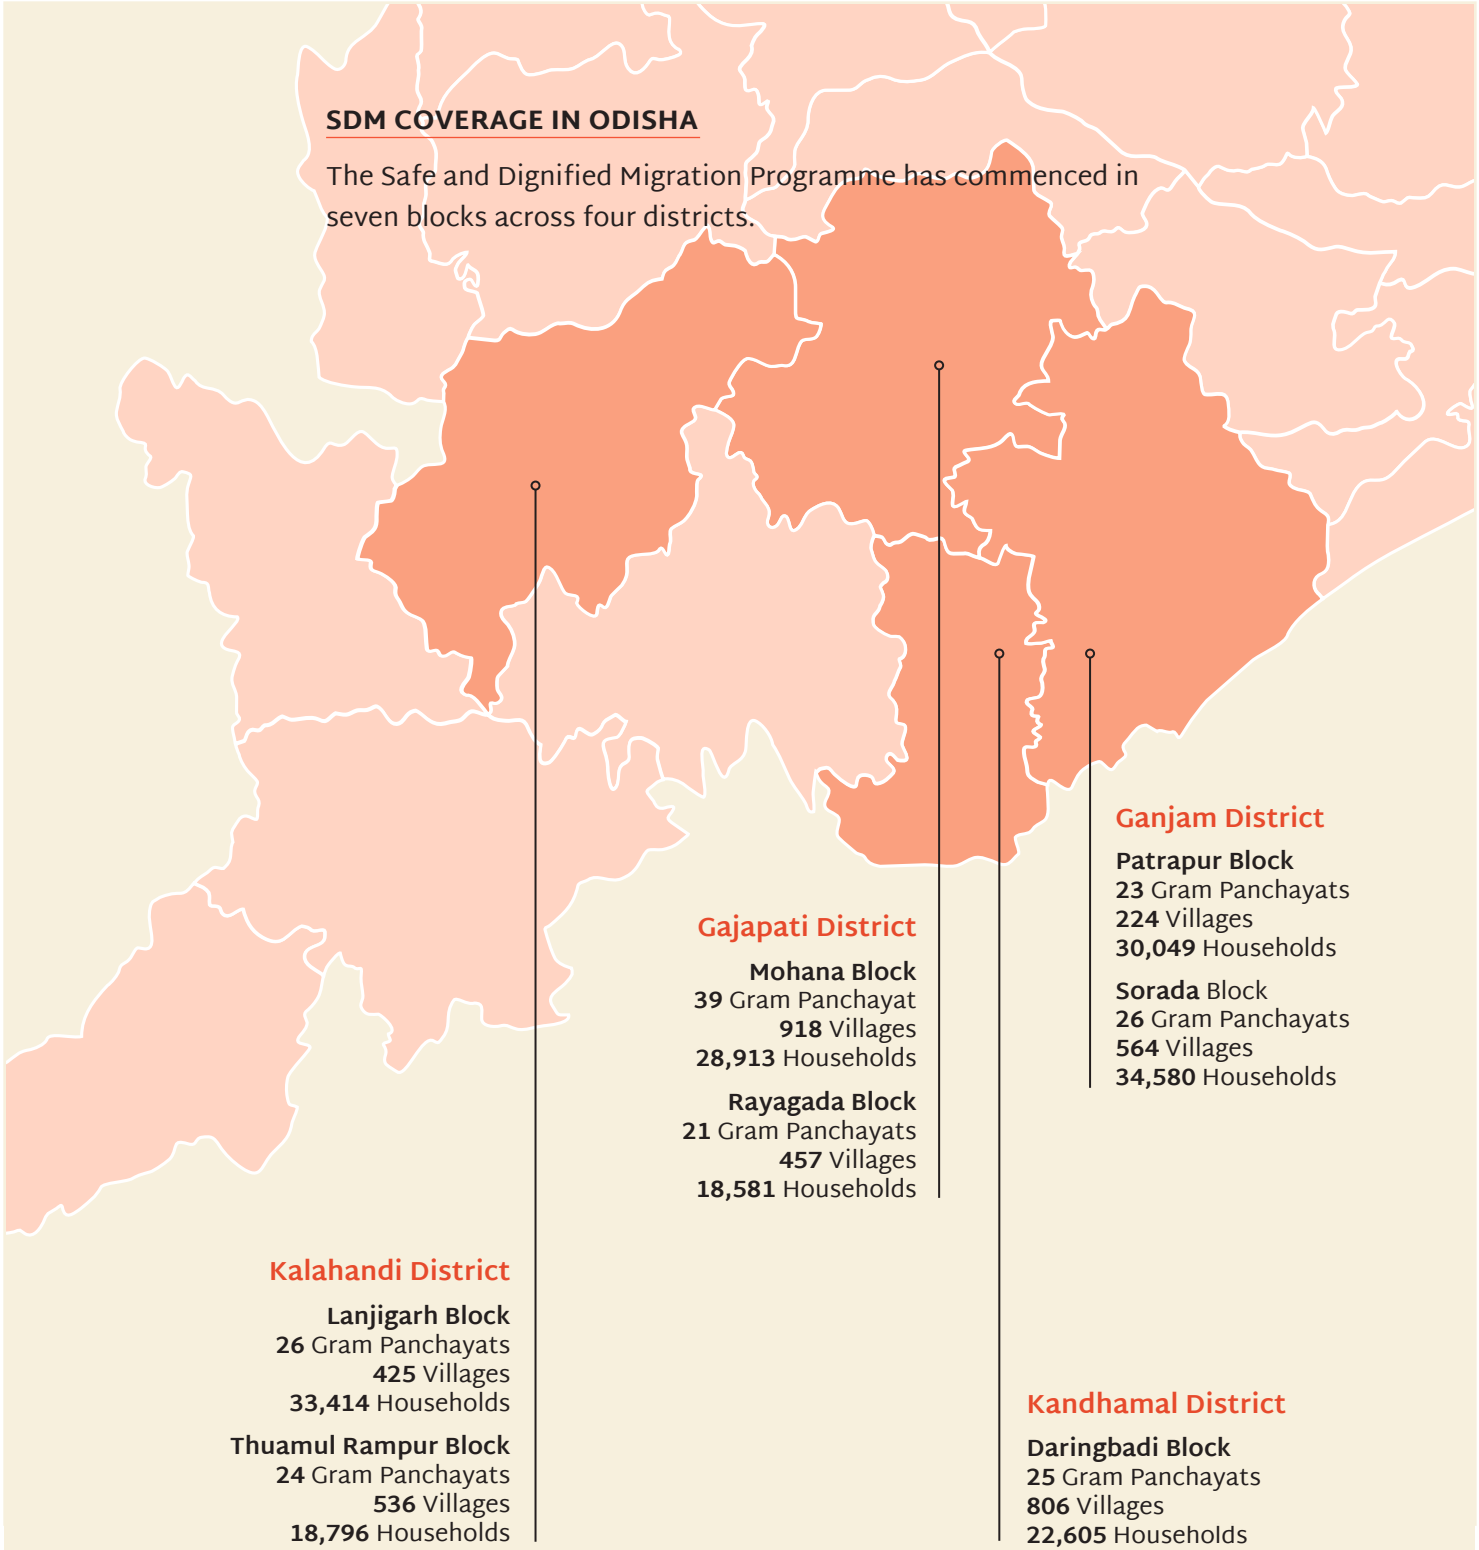 SDM COVERAGE IN ODISHA
The Safe and Dignified Migration Programme has commenced in
seven blocks across four districts.
Ganjam District
Patrapur Block
23 Gram Panchayats
224 Villages
30,049 Households
Sorada Block
26 Gram Panchayats
564 Villages
34,580 Households
Gajapati District
Mohana Block
39 Gram Panchayat
918 Villages
28,913 Households
Rayagada Block
21 Gram Panchayats
457 Villages
18,581 Households
Kalahandi District
Lanjigarh Block
26 Gram Panchayats
425 Villages
33,414 Households
Thuamul Rampur Block
24 Gram Panchayats
536 Villages
18,796 Households
Kandhamal District
Daringbadi Block
25 Gram Panchayats
806 Villages
22,605 Households